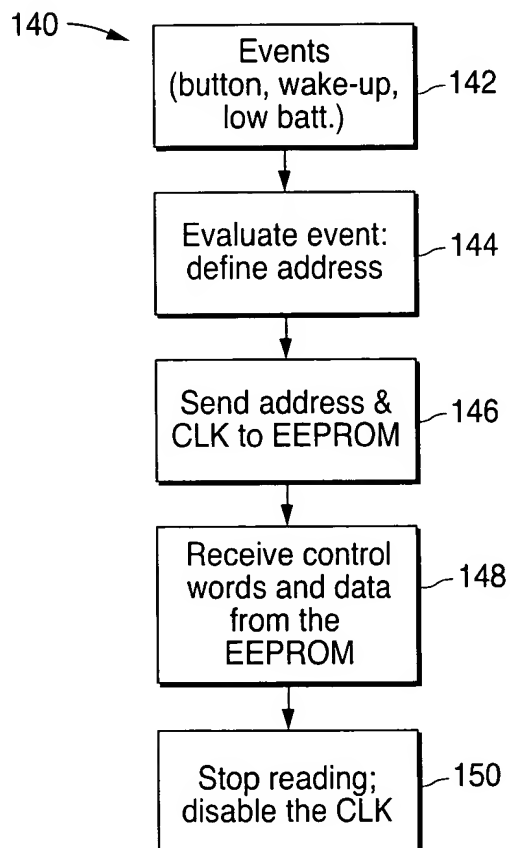 140
Events
(button, wake-up,
low batt.)
142
Evaluate event:
define address
144
Send address &
CLK to EEPROM
146
Receive control
words and data
from the
EEPROM
148
Stop reading;
disable the CLK
150